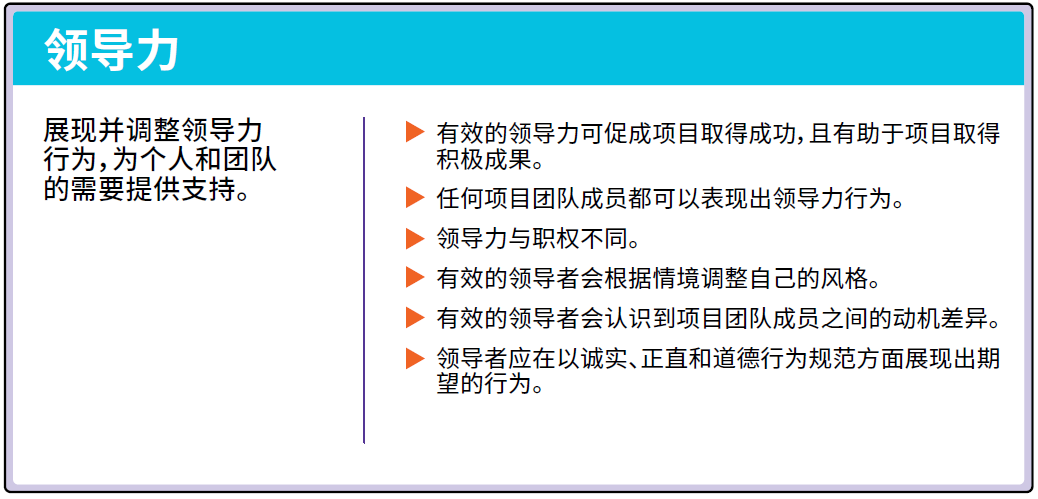 领导力
展现并调整领导力
行为，为个人和团队
的需要提供支持。
有效的领导力可促成项目取得成功，且有助于项目取得
积极成果。
任何项目团队成员都可以表现出领导力行为。
领导力与职权不同。
有效的领导者会根据情境调整自己的风格。
有效的领导者会认识到项目团队成员之间的动机差异。
领导者应在以诚实、正直和道德行为规范方面展现出期
望的行为。